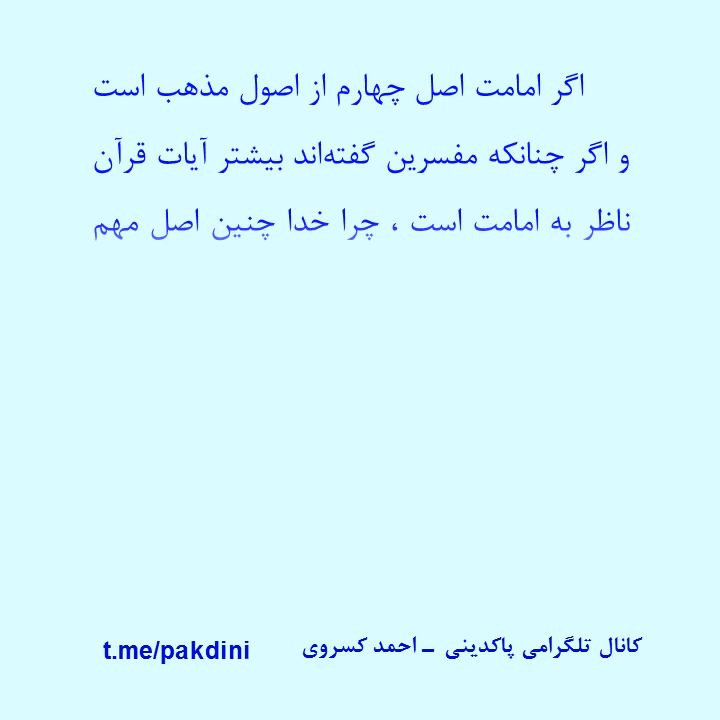 اگر امامت اصل چهارم از اصول مذهب است
و اگر چنانکه مفسرین گفته‌اند بیشتر آیات قرآن
ناظر به امامت است ، چرا خدا چنین اصل مهم
کانال تلگرامی پاکدینی ـ احمد کسروی
t.me/pakdini